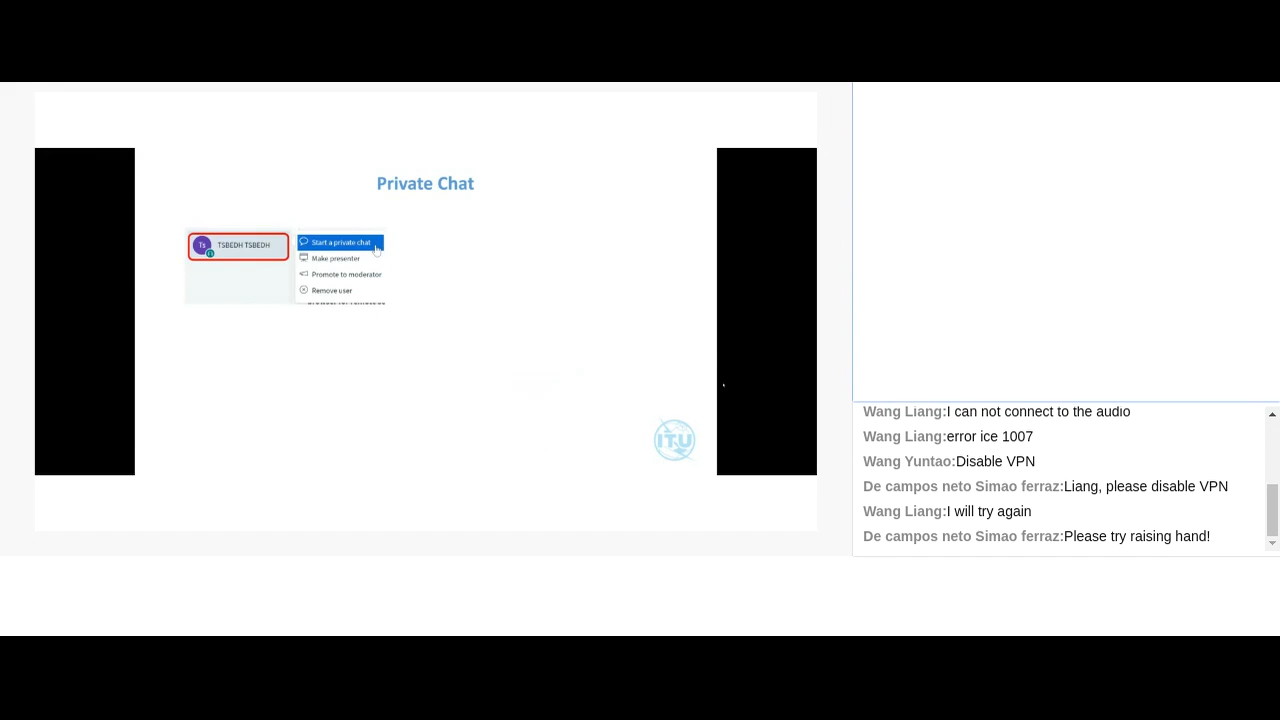 Private Chat
Ts TSBEDH TSBEDH
Start a private chat
Make presenter
Promote to moderator
Remove user
ITU
Wang Liang:I can not connect to the audio
Wang Liang:error ice 1007
Wang Yuntao:Disable VPN
De campos neto Simao ferraz:Liang, please disable VPN
Wang Liang:I will try again
De campos neto Simao ferraz:Please try raising hand!